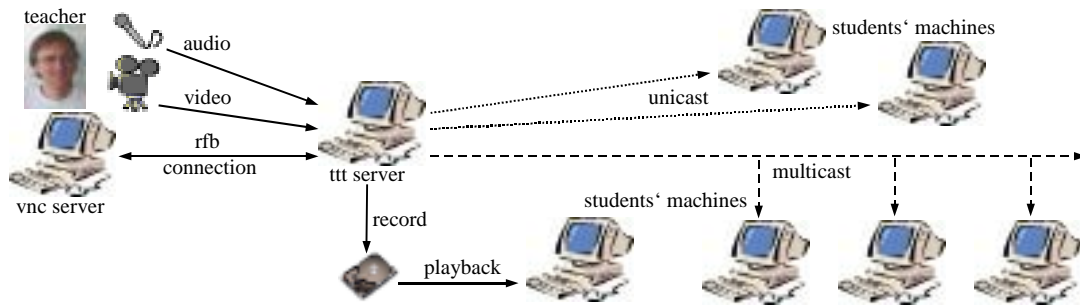 teacher
audio
video
rfb
connection
vnc server
ttt server
record
playback
unicast
students‘ machines
multicast
students‘ machines